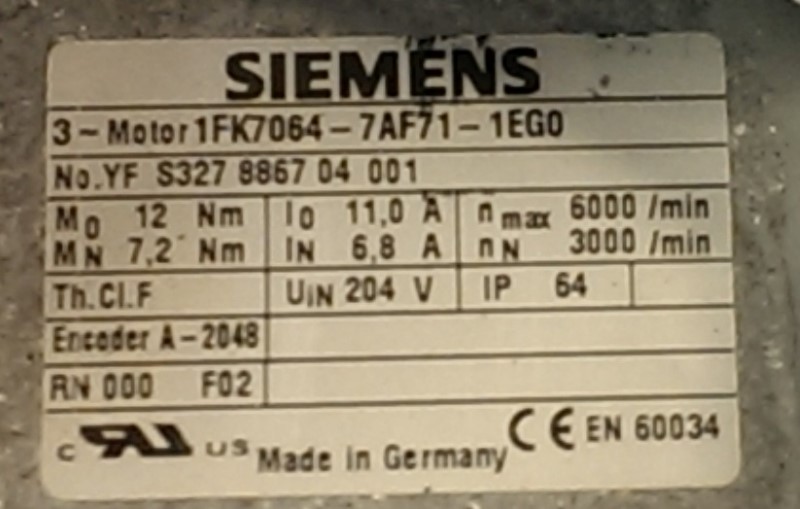 SIEMENS
3~Motor 1FK7064-7AF71-1EG0
No.YF S327 8867 04 001
M0 12 Nm I0 11,0 A nmax 6000 /min
MN 7,2 Nm IN 6,8 A nN 3000 /min
Th.Cl.F UIN 204 V IP 64
Encoder A-2048
RN 000 F02
c RU US Made in Germany CE EN 60034